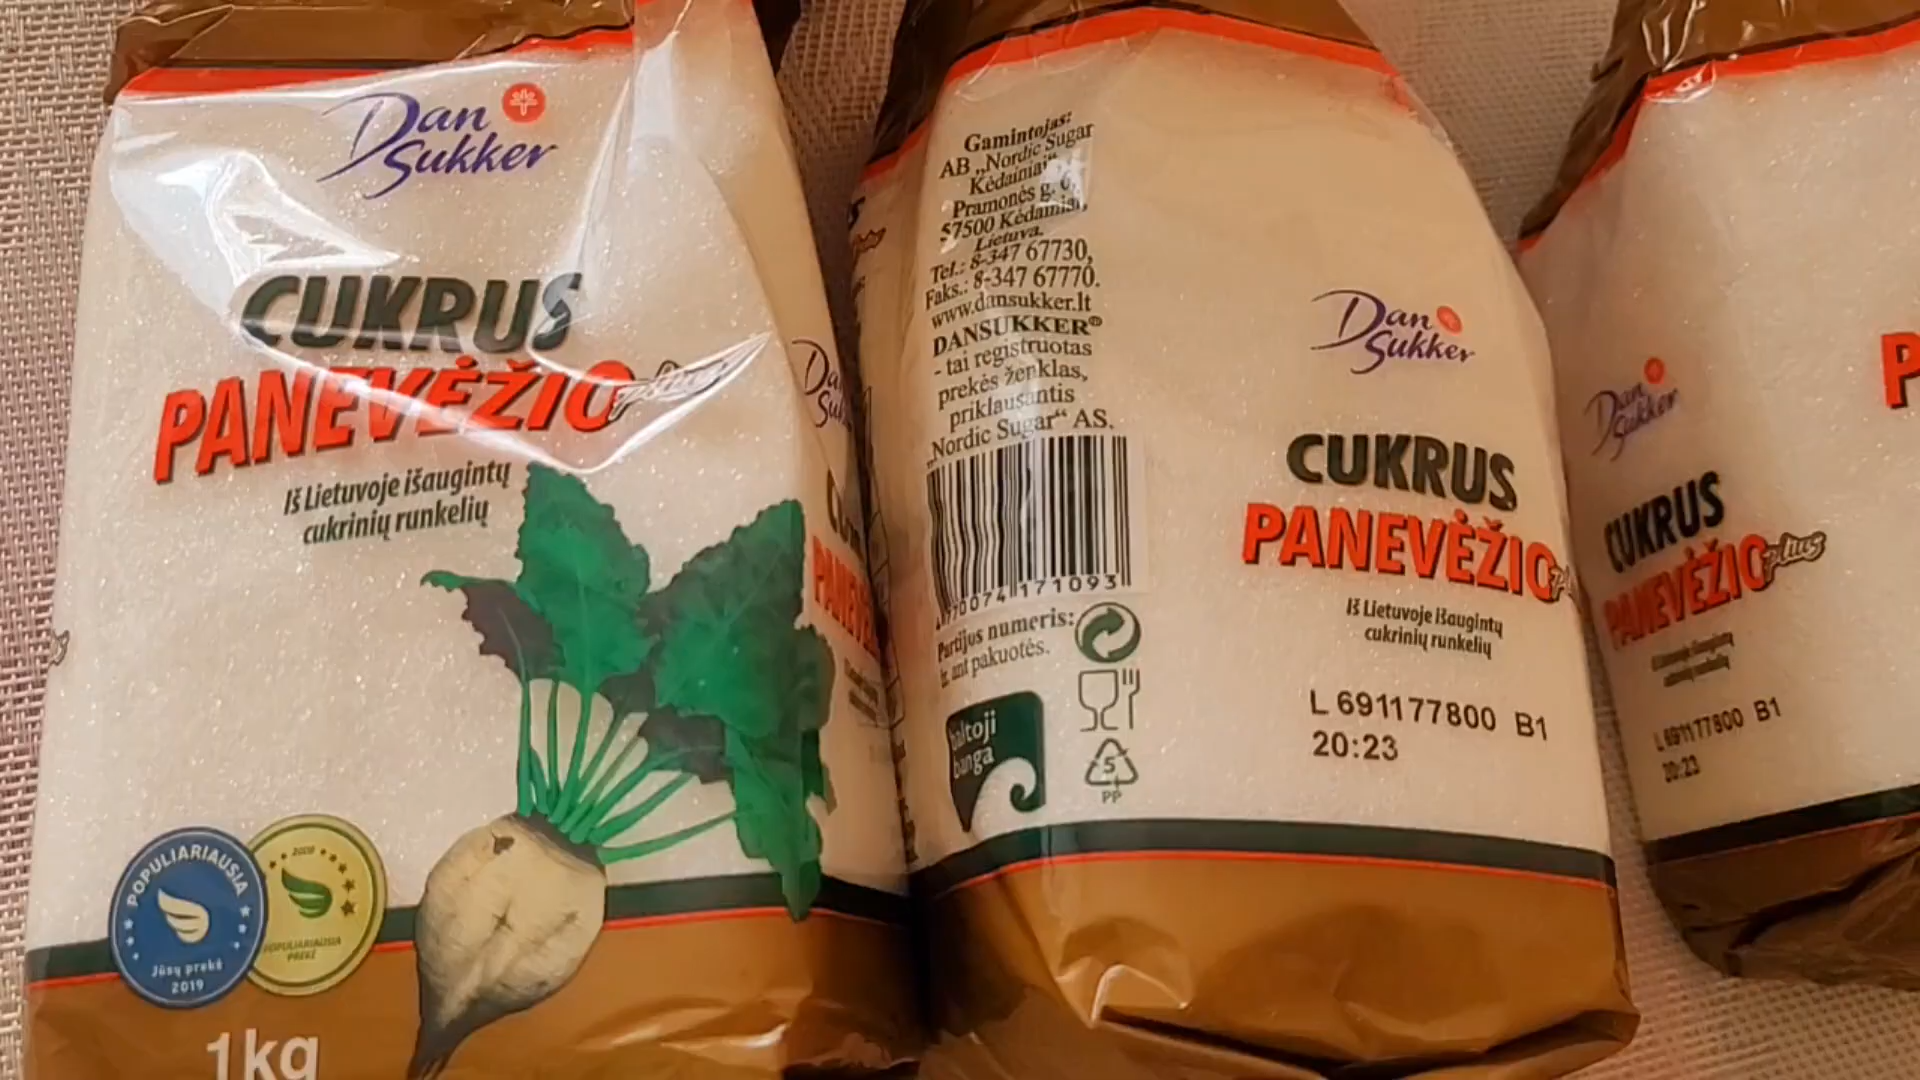 Dan
Sukker
CUKRUS
PANEVĖŽIO plius
Iš Lietuvoje išaugintų
cukrinių runkelių
POPULIARIAUSIA
Jūsų prekė
2019
2020
POPULIARIAUSIA
PREKĖ
1kg
Gamintojas:
AB „Nordic Sugar
Kėdainiai“
Pramonės g. 6,
57500 Kėdainiai,
Lietuva.
Tel.: 8-347 67730,
Faks.: 8-347 67770.
www.dansukker.lt
DANSUKKER®
- tai registruotas
prekės ženklas,
priklausantis
„Nordic Sugar“ AS.
4770074171093
Partijus numeris:
žr. ant pakuotės.
baltoji
banga
5
PP
Dan
Sukker
CUKRUS
PANEVĖŽIO
Iš Lietuvoje išaugintų
cukrinių runkelių
L 691177800 B1
20:23
Dan
Sukker
CUKRUS
PANEVĖŽIO plius
L 691177800 B1
20:23